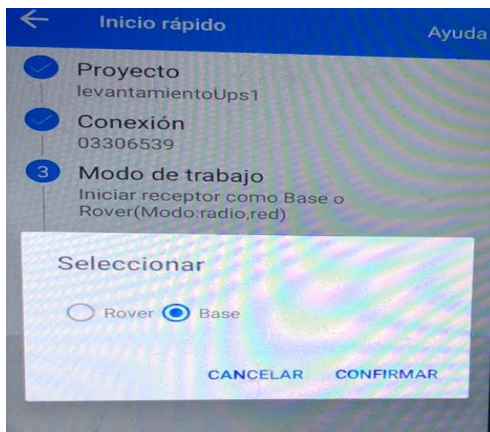 Inicio rápido
Ayuda
Proyecto
levantamientoUps1
Conexión
03306539
3
Modo de trabajo
Iniciar receptor como Base o
Rover(Modo:radio,red)
Seleccionar
Rover Base
CANCELAR CONFIRMAR